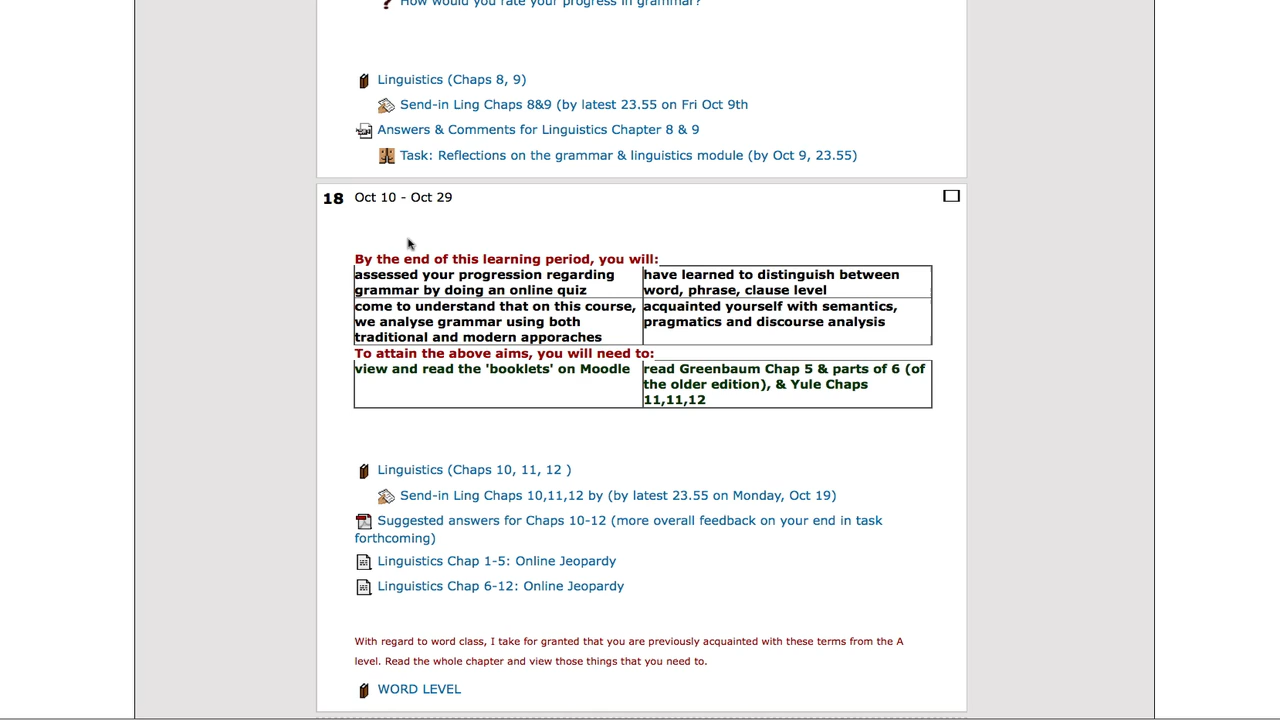 How would you rate your progress in grammar?
Linguistics (Chaps 8, 9)
Send-in Ling Chaps 8&9 (by latest 23.55 on Fri Oct 9th
Answers & Comments for Linguistics Chapter 8 & 9
Task: Reflections on the grammar & linguistics module (by Oct 9, 23.55)
18 Oct 10 - Oct 29
By the end of this learning period, you will:
assessed your progression regarding
grammar by doing an online quiz
have learned to distinguish between
word, phrase, clause level
come to understand that on this course,
we analyse grammar using both
traditional and modern apporaches
acquainted yourself with semantics,
pragmatics and discourse analysis
To attain the above aims, you will need to:
view and read the 'booklets' on Moodle
read Greenbaum Chap 5 & parts of 6 (of
the older edition), & Yule Chaps
11,11,12
Linguistics (Chaps 10, 11, 12 )
Send-in Ling Chaps 10,11,12 by (by latest 23.55 on Monday, Oct 19)
Suggested answers for Chaps 10-12 (more overall feedback on your end in task
forthcoming)
Linguistics Chap 1-5: Online Jeopardy
Linguistics Chap 6-12: Online Jeopardy
With regard to word class, I take for granted that you are previously acquainted with these terms from the A
level. Read the whole chapter and view those things that you need to.
WORD LEVEL